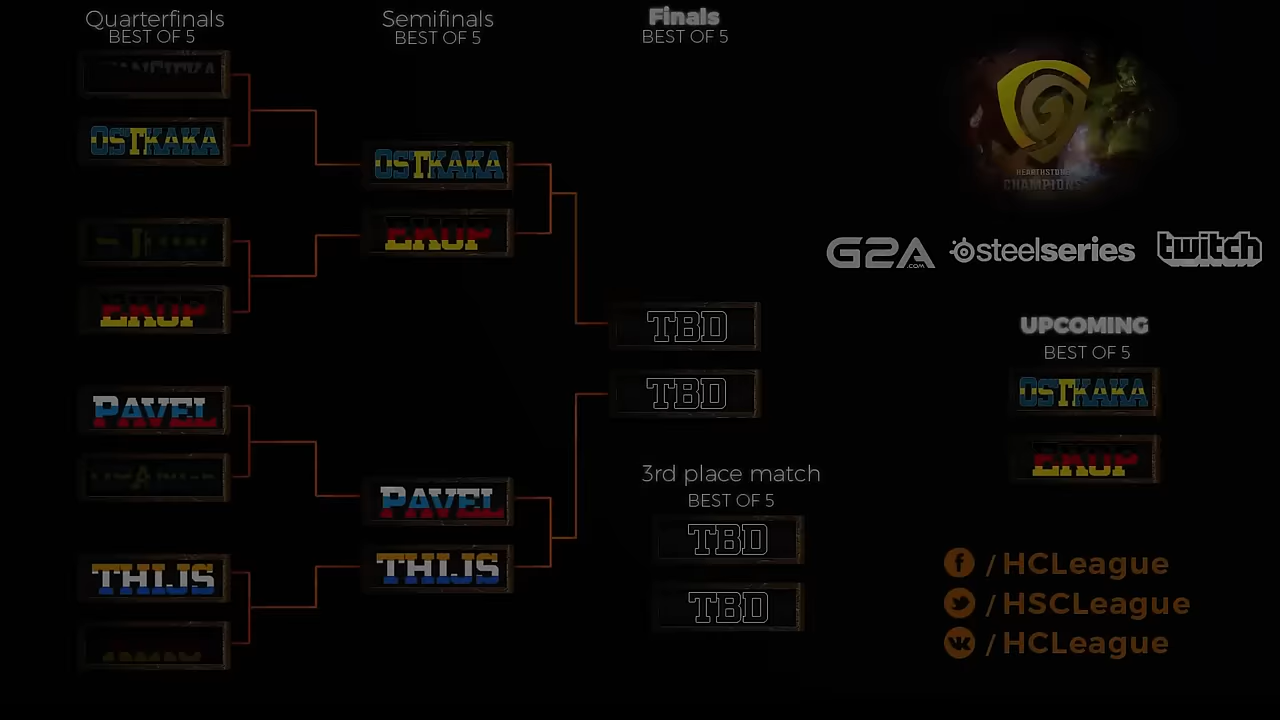 Quarterfinals
BEST OF 5
OSTKAKA
EKOP
PAVEL
THIJS
Semifinals
BEST OF 5
OSTKAKA
EKOP
PAVEL
THIJS
Finals
BEST OF 5
TBD
TBD
3rd place match
BEST OF 5
TBD
TBD
HEARTHSTONE
CHAMPIONS
G2A.COM
steelseries
twitch
UPCOMING
BEST OF 5
OSTKAKA
EKOP
/ HCLeague
/ HSCLeague
/ HCLeague